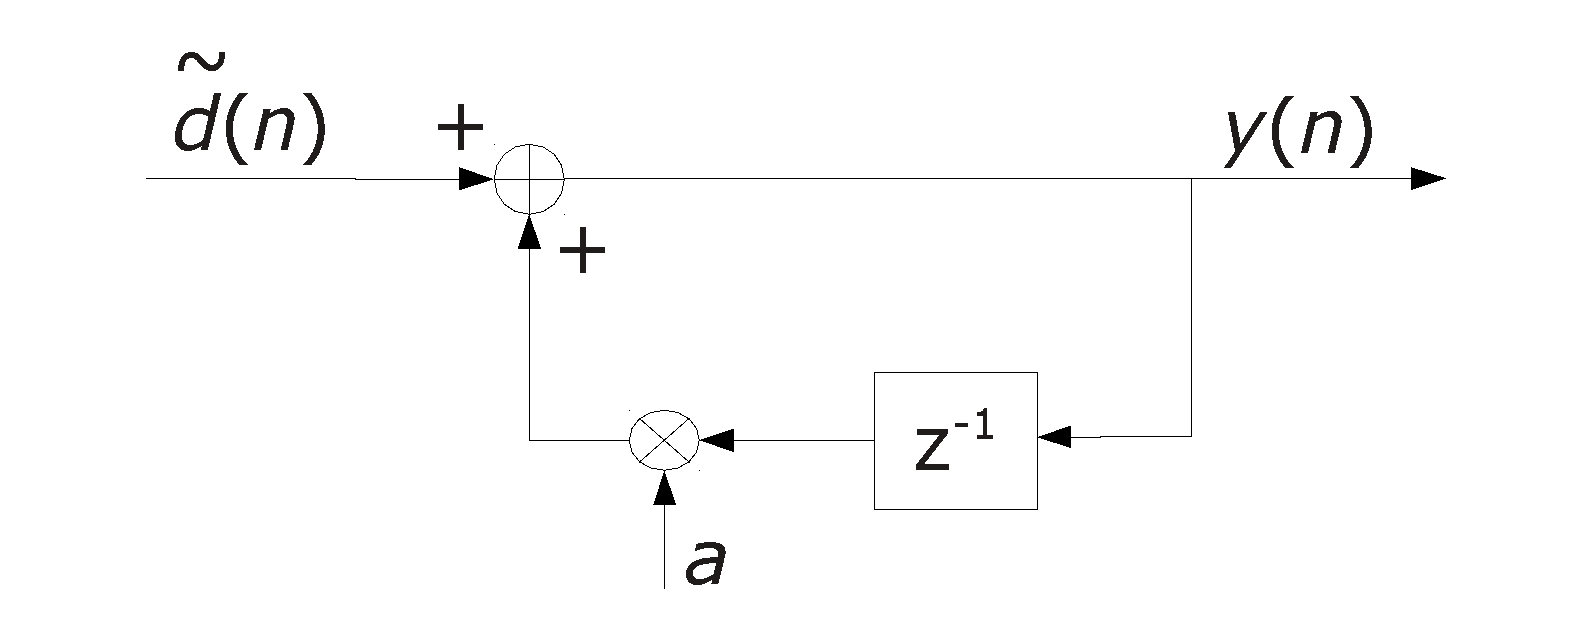 d̃(n)
+
y(n)
+
z⁻¹
a